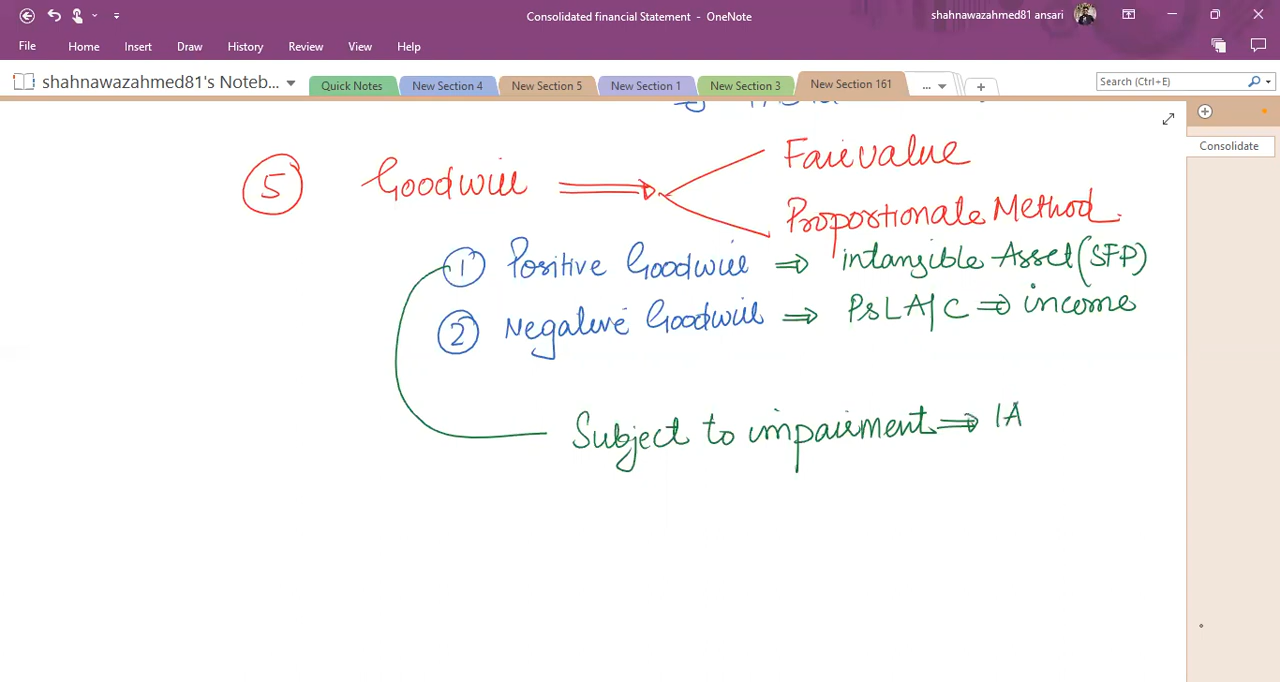 Consolidated financial Statement - OneNote
shahnawazahmed81 ansari
File Home Insert Draw History Review View Help
shahnawazahmed81's Noteb... Quick Notes New Section 4 New Section 5 New Section 1 New Section 3 New Section 161 ... Search (Ctrl+E)
Consolidate
5 Goodwill ⇒ Fairvalue
Proportionate Method
1 Positive Goodwill ⇒ intangible Asset (SFP)
2 Negative Goodwill ⇒ P&L A/C ⇒ income
Subject to impairment ⇒ IA